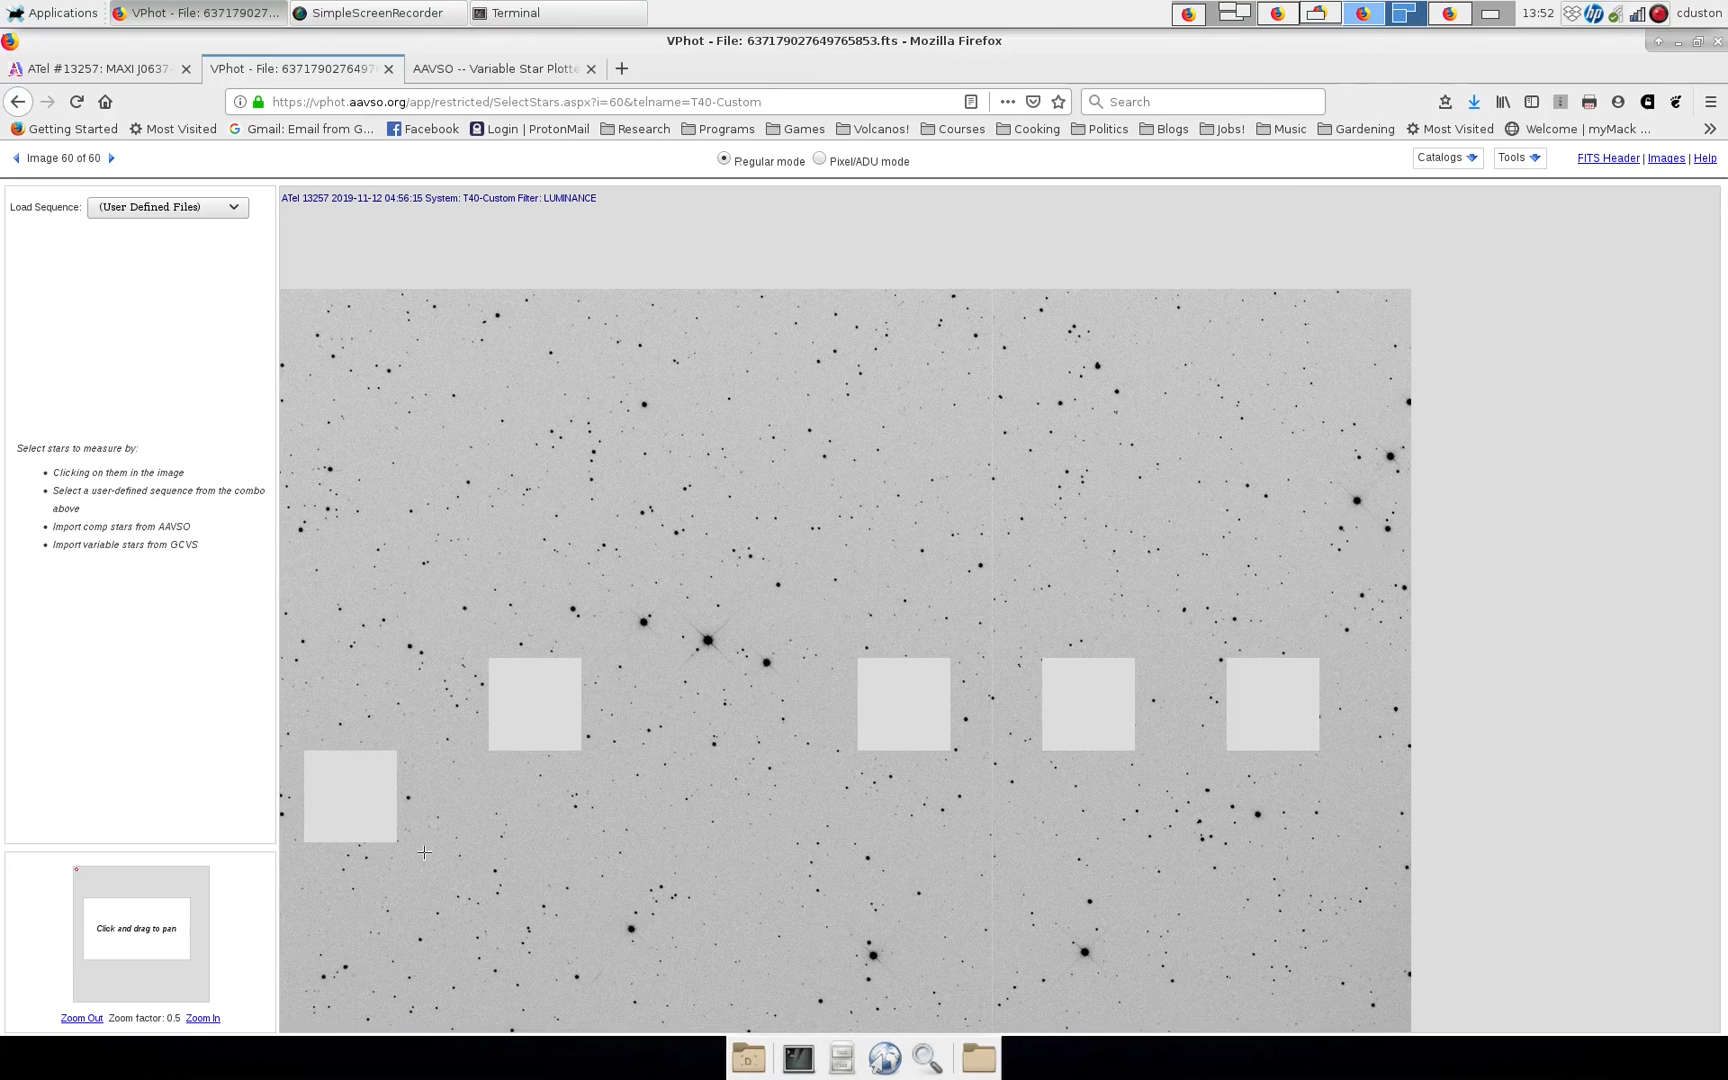 Applications
VPhot - File: 637179027...
SimpleScreenRecorder
Terminal
13:52
cduston
VPhot - File: 637179027649765853.fts - Mozilla Firefox
ATel #13257: MAXI J0637-
VPhot - File: 6371790276497
AAVSO -- Variable Star Plotte
https://vphot.aavso.org/app/restricted/SelectStars.aspx?i=60&telname=T40-Custom
Search
Getting Started
Most Visited
Gmail: Email from G...
Facebook
Login | ProtonMail
Research
Programs
Games
Volcanos!
Courses
Cooking
Politics
Blogs
Jobs!
Music
Gardening
Most Visited
Welcome | myMack ...
Image 60 of 60
Regular mode
Pixel/ADU mode
Catalogs
Tools
FITS Header | Images | Help
Load Sequence: (User Defined Files)
ATel 13257 2019-11-12 04:56:15 System: T40-Custom Filter: LUMINANCE
Select stars to measure by:
Clicking on them in the image
Select a user-defined sequence from the combo
above
Import comp stars from AAVSO
Import variable stars from GCVS
Click and drag to pan
Zoom Out Zoom factor: 0.5 Zoom In